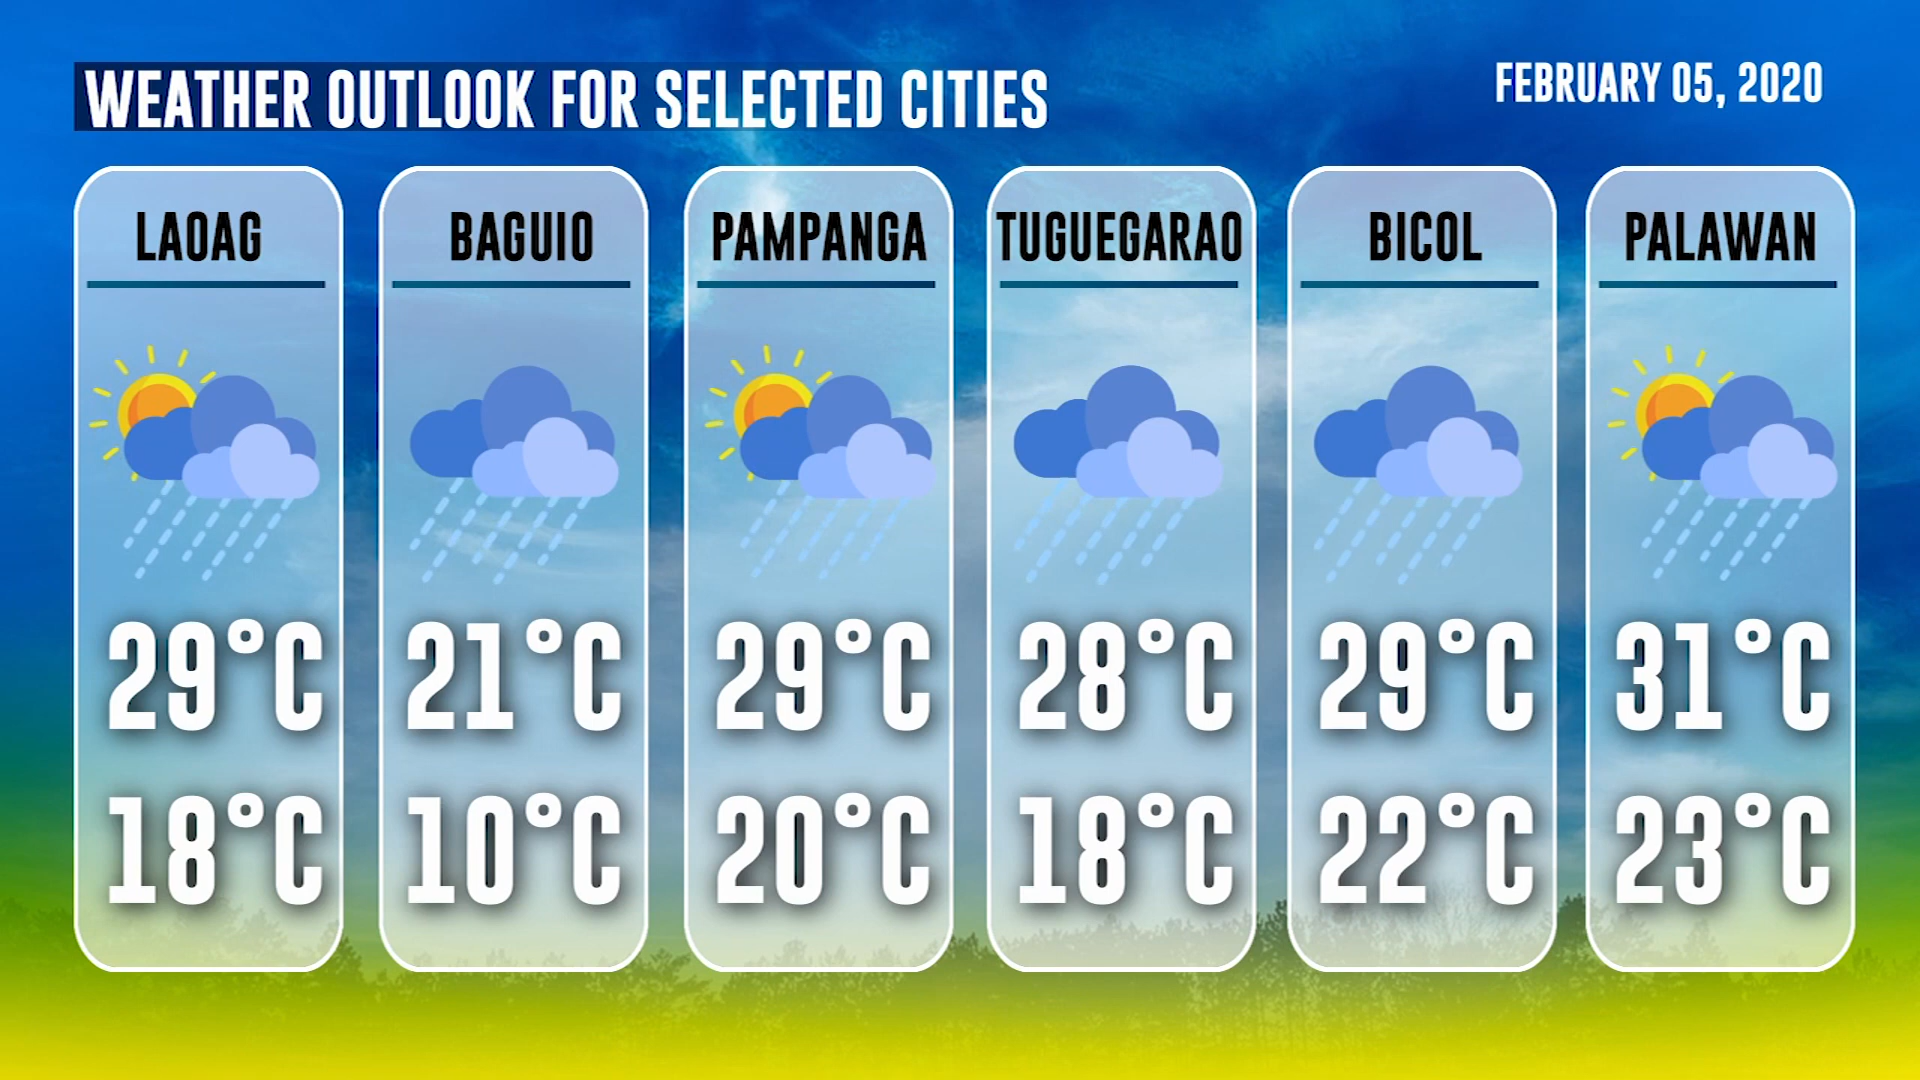 WEATHER OUTLOOK FOR SELECTED CITIES
FEBRUARY 05, 2020
LAOAG
29°C
18°C
BAGUIO
21°C
10°C
PAMPANGA
29°C
20°C
TUGUEGARAO
28°C
18°C
BICOL
29°C
22°C
PALAWAN
31°C
23°C